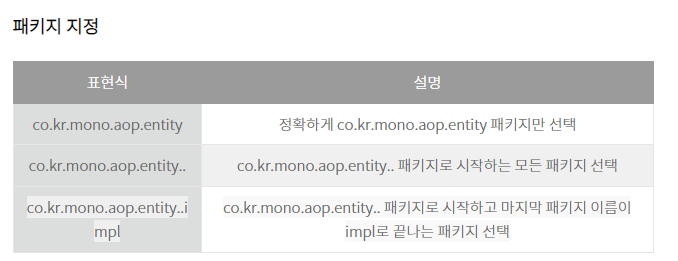 패키지 지정
표현식 설명
co.kr.mono.aop.entity 정확하게 co.kr.mono.aop.entity 패키지만 선택
co.kr.mono.aop.entity.. co.kr.mono.aop.entity.. 패키지로 시작하는 모든 패키지 선택
co.kr.mono.aop.entity..i
mpl
co.kr.mono.aop.entity.. 패키지로 시작하고 마지막 패키지 이름이
impl로 끝나는 패키지 선택